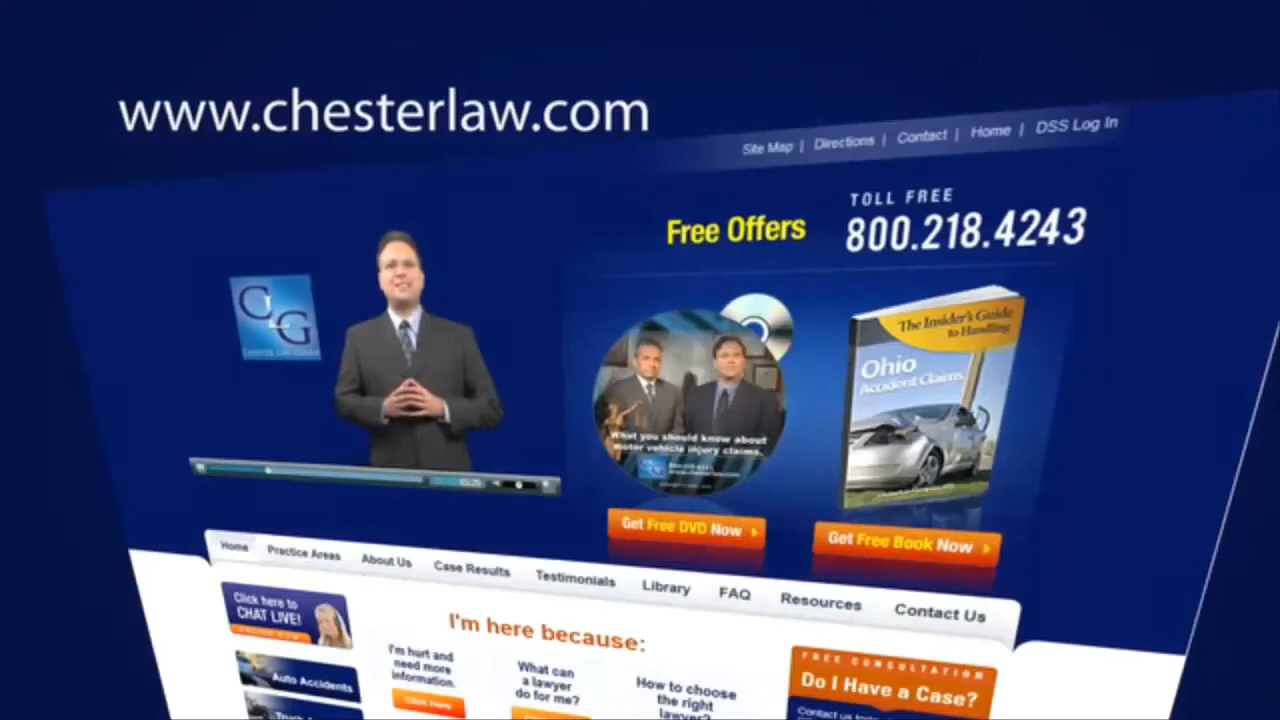 www.chesterlaw.com
Site Map | Directions | Contact | Home | DSS Log In
TOLL FREE
Free Offers
800.218.4243
CLG
The Insider's Guide
to Handling
Ohio
Accident Claims
What you should know about
motor vehicle injury claims.
Get Free DVD Now
Get Free Book Now
Home
Practice Areas
About Us
Case Results
Testimonials
Library
FAQ
Resources
Contact Us
Click here to
CHAT LIVE!
I'm here because:
I'm hurt and
need more
information.
Click Here
What can
a lawyer
do for me?
How to choose
the right
lawyer?
FREE CONSULTATION
Do I Have a Case?
Auto Accidents